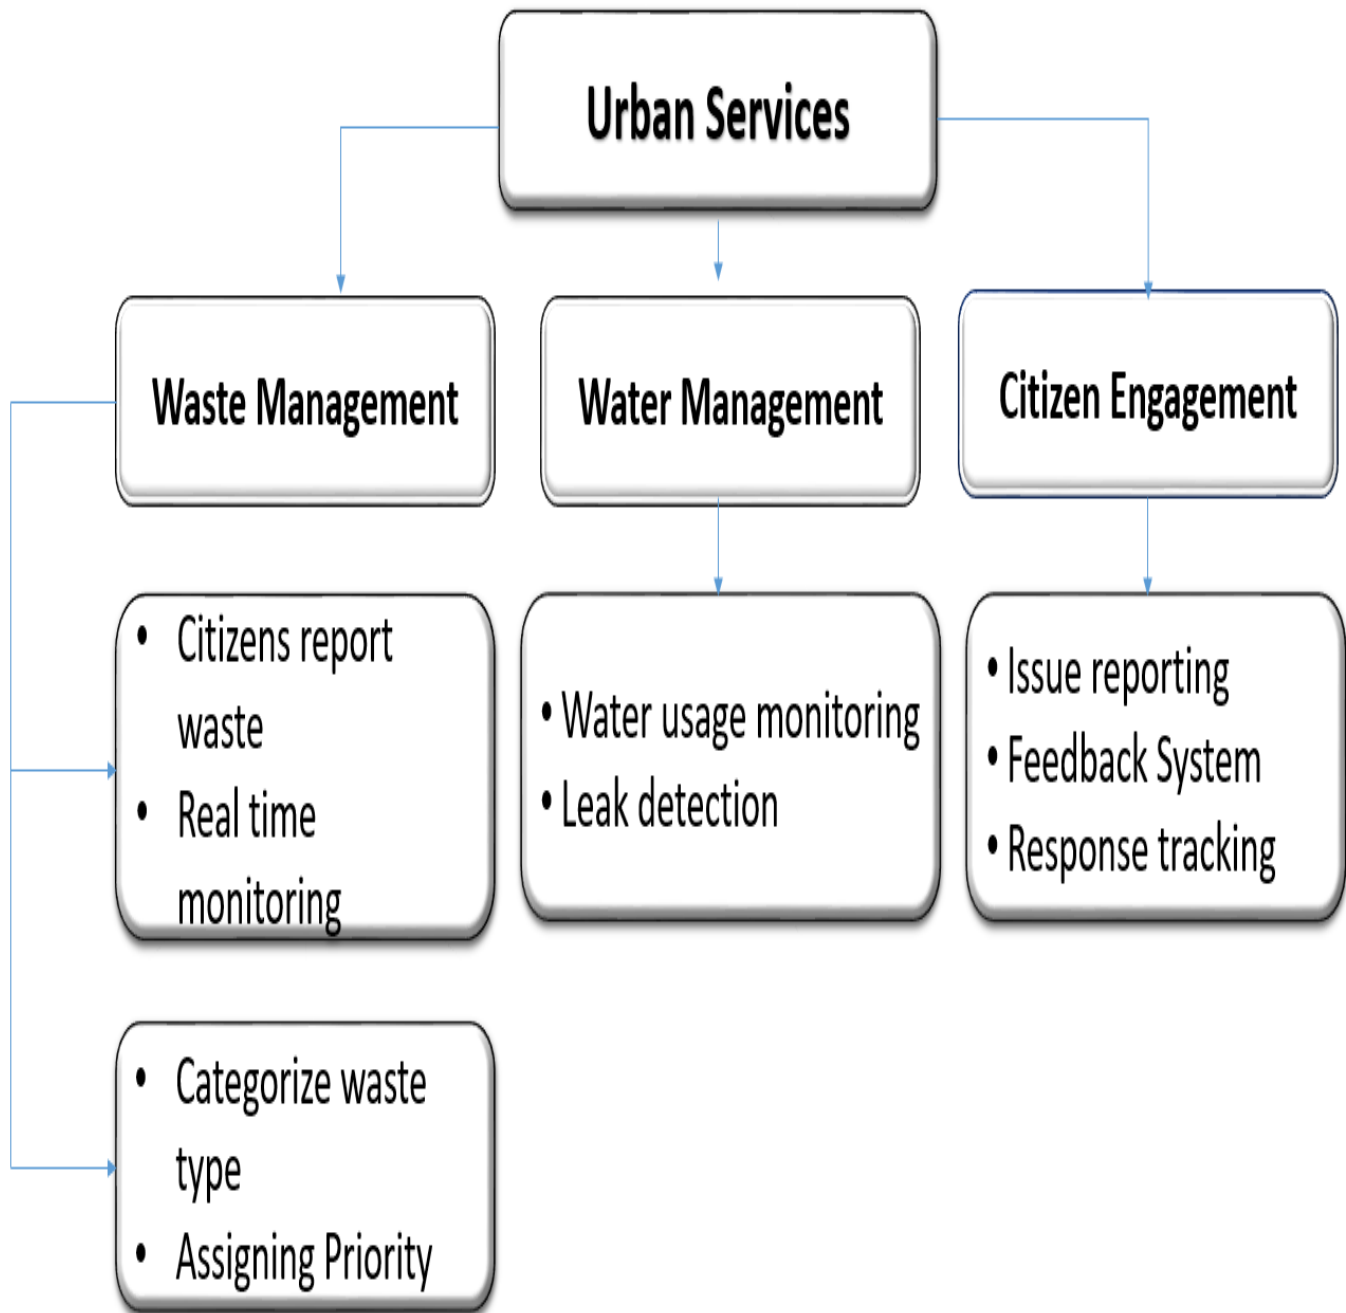 Urban Services
Waste Management
Water Management
Citizen Engagement
• Citizens report
waste
• Real time
monitoring
• Water usage monitoring
• Leak detection
• Issue reporting
• Feedback System
• Response tracking
• Categorize waste
type
• Assigning Priority